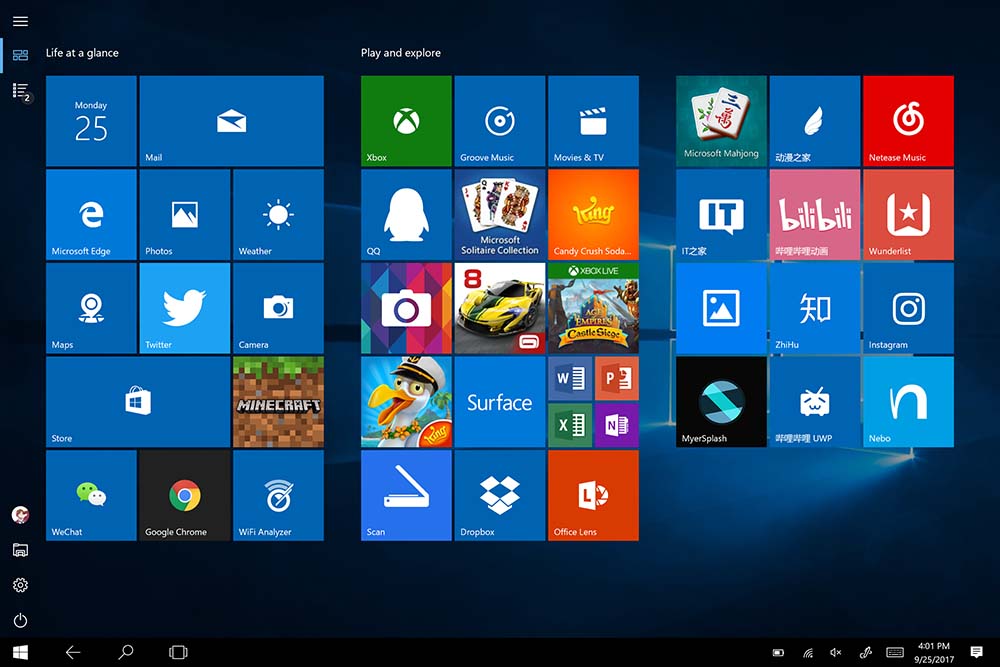 Life at a glance
Play and explore
2
Monday
25
Mail
Microsoft Edge
Photos
Weather
Maps
Twitter
Camera
Store
MINECRAFT
WeChat
Google Chrome
WiFi Analyzer
Xbox
Groove Music
Movies & TV
QQ
Microsoft
Solitaire Collection
King
Candy Crush Soda...
8
XBOX LIVE
AGE
OF
EMPIRES
Castle Siege
King
Surface
W
P
X
N
Scan
Dropbox
Office Lens
Microsoft Mahjong
动漫之家
Netease Music
IT
IT之家
bilibili
哔哩哔哩动画
Wunderlist
知
ZhiHu
Instagram
MyerSplash
哔哩哔哩 UWP
Nebo
4:01 PM
9/25/2017